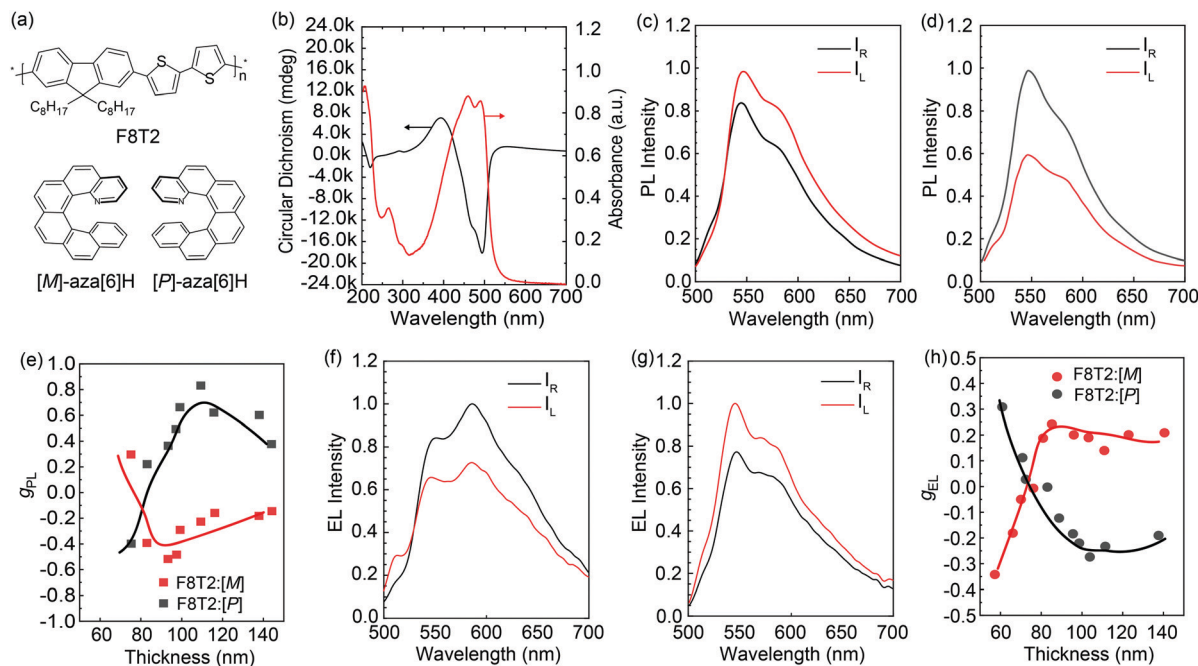 (a)
*
[
S
S
]n
*
C8H17
C8H17
F8T2
N
N
[M]-aza[6]H
[P]-aza[6]H
(b)
Circular Dichroism (mdeg)
24.0k
20.0k
16.0k
12.0k
8.0k
4.0k
0.0k
-4.0k
-8.0k
-12.0k
-16.0k
-20.0k
-24.0k
200 300 400 500 600 700
Wavelength (nm)
1.2
1.0
0.8
0.6
0.4
0.2
0.0
Absorbance (a.u.)
(c)
PL Intensity
1.2
1.0
0.8
0.6
0.4
0.2
0.0
IR
IL
500 550 600 650 700
Wavelength (nm)
(d)
PL Intensity
1.2
1.0
0.8
0.6
0.4
0.2
0.0
IR
IL
500 550 600 650 700
Wavelength (nm)
(e)
gPL
1.0
0.8
0.6
0.4
0.2
0.0
-0.2
-0.4
-0.6
-0.8
-1.0
F8T2:[M]
F8T2:[P]
60 80 100 120 140
Thickness (nm)
(f)
EL Intensity
1.2
1.0
0.8
0.6
0.4
0.2
0.0
IR
IL
500 550 600 650 700
Wavelength (nm)
(g)
EL Intensity
1.2
1.0
0.8
0.6
0.4
0.2
0.0
IR
IL
500 550 600 650 700
Wavelength (nm)
(h)
gEL
0.5
0.4
0.3
0.2
0.1
0.0
-0.1
-0.2
-0.3
-0.4
-0.5
F8T2:[M]
F8T2:[P]
60 80 100 120 140
Thickness (nm)